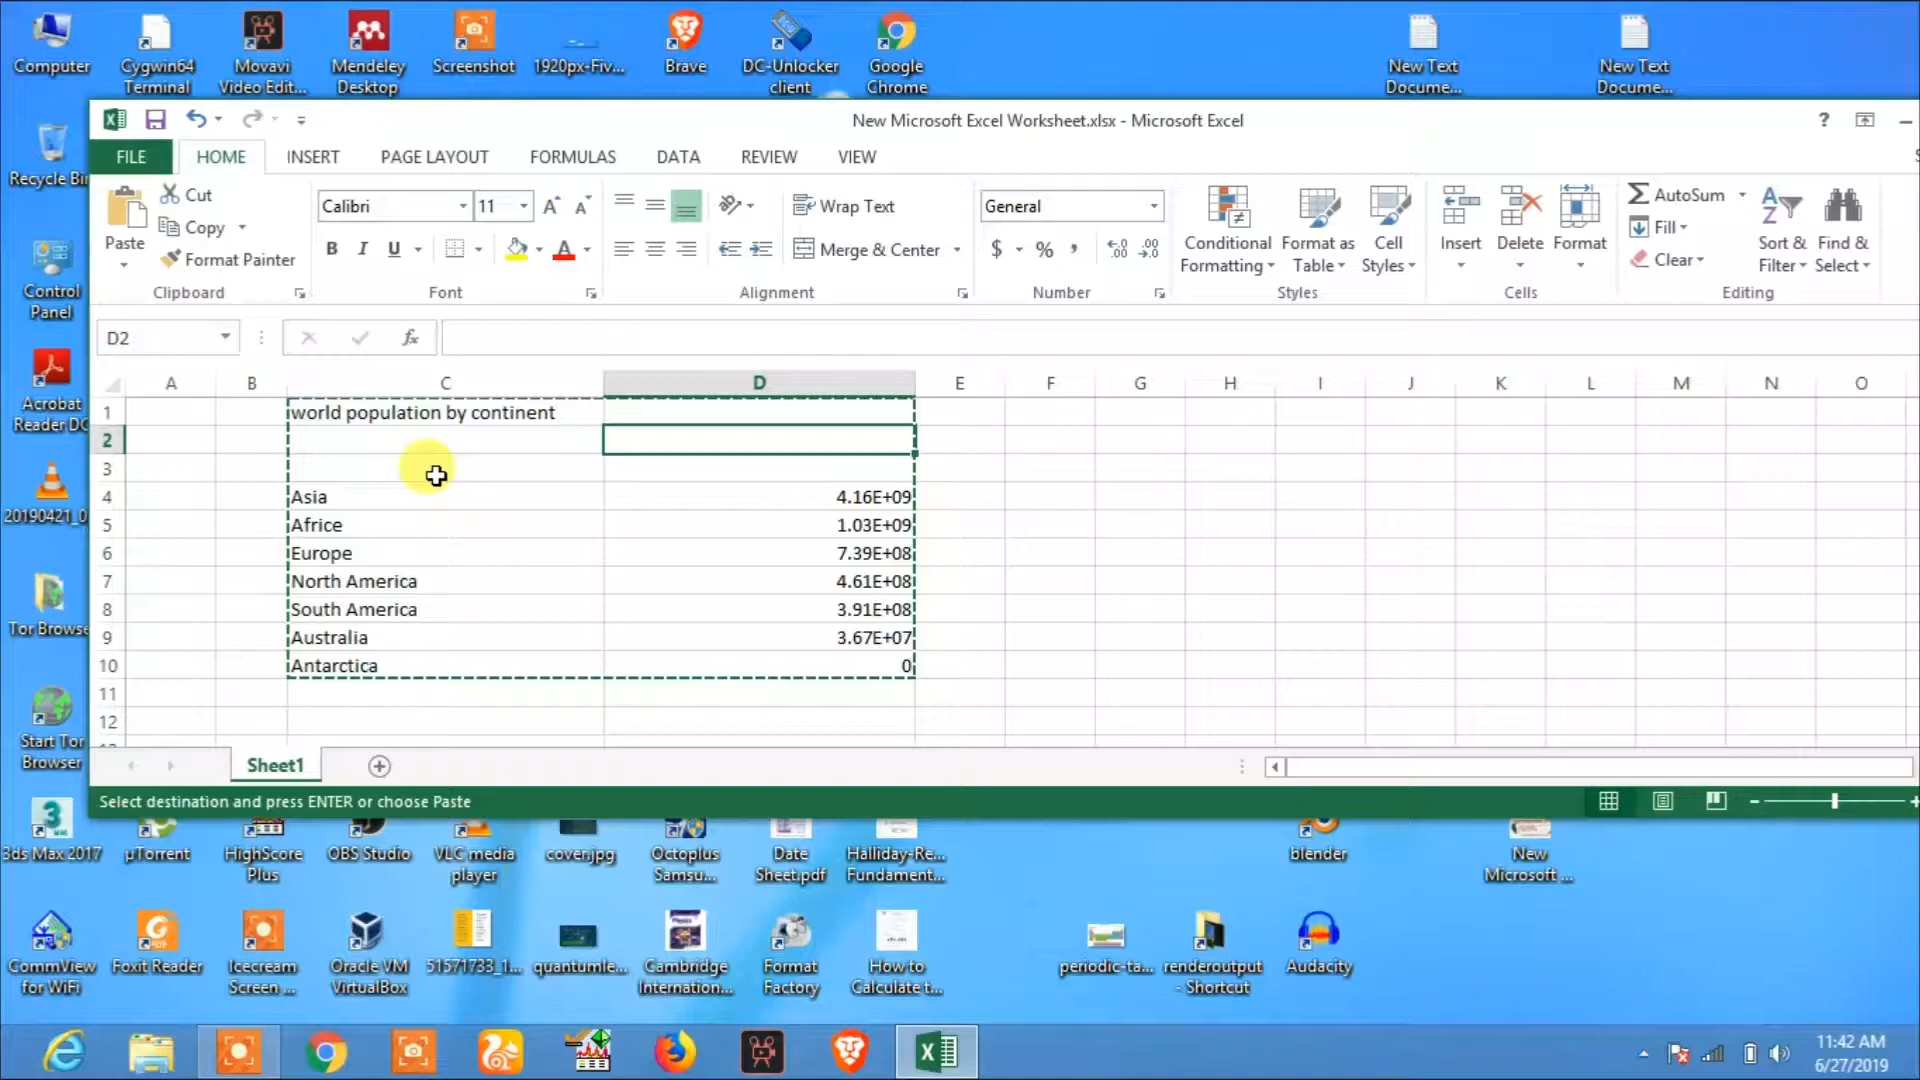 Computer
Cygwin64
Terminal
Movavi
Video Edit...
Mendeley
Desktop
Screenshot
1920px-Fiv...
Brave
DC-Unlocker
client
Google
Chrome
New Text
Docume...
New Text
Docume...
New Microsoft Excel Worksheet.xlsx - Microsoft Excel
?
FILE
HOME
INSERT
PAGE LAYOUT
FORMULAS
DATA
REVIEW
VIEW
Paste
Cut
Copy
Format Painter
Clipboard
Calibri
11
B I U
Font
Wrap Text
Merge & Center
Alignment
General
$ % ,
Number
Conditional
Formatting
Format as
Table
Cell
Styles
Styles
Insert
Delete
Format
Cells
AutoSum
Fill
Clear
Sort &
Filter
Find &
Select
Editing
D2
fx
A B C D E F G H I J K L M N O
1 world population by continent
2
3
4 Asia 4.16E+09
5 Africe 1.03E+09
6 Europe 7.39E+08
7 North America 4.61E+08
8 South America 3.91E+08
9 Australia 3.67E+07
10 Antarctica 0
11
12
Sheet1
Select destination and press ENTER or choose Paste
Recycle Bin
Control
Panel
Acrobat
Reader DC
20190421_0
Tor Browse
Start Tor
Browser
3ds Max 2017
µTorrent
HighScore
Plus
OBS Studio
VLC media
player
cover.jpg
Octoplus
Samsu...
Date
Sheet.pdf
Halliday-Re...
Fundament...
blender
New
Microsoft ...
CommView
for WiFi
Foxit Reader
Icecream
Screen ...
Oracle VM
VirtualBox
51571733_1...
quantumle...
Cambridge
Internation...
Format
Factory
How to
Calculate t...
periodic-ta...
renderoutput
- Shortcut
Audacity
11:42 AM
6/27/2019